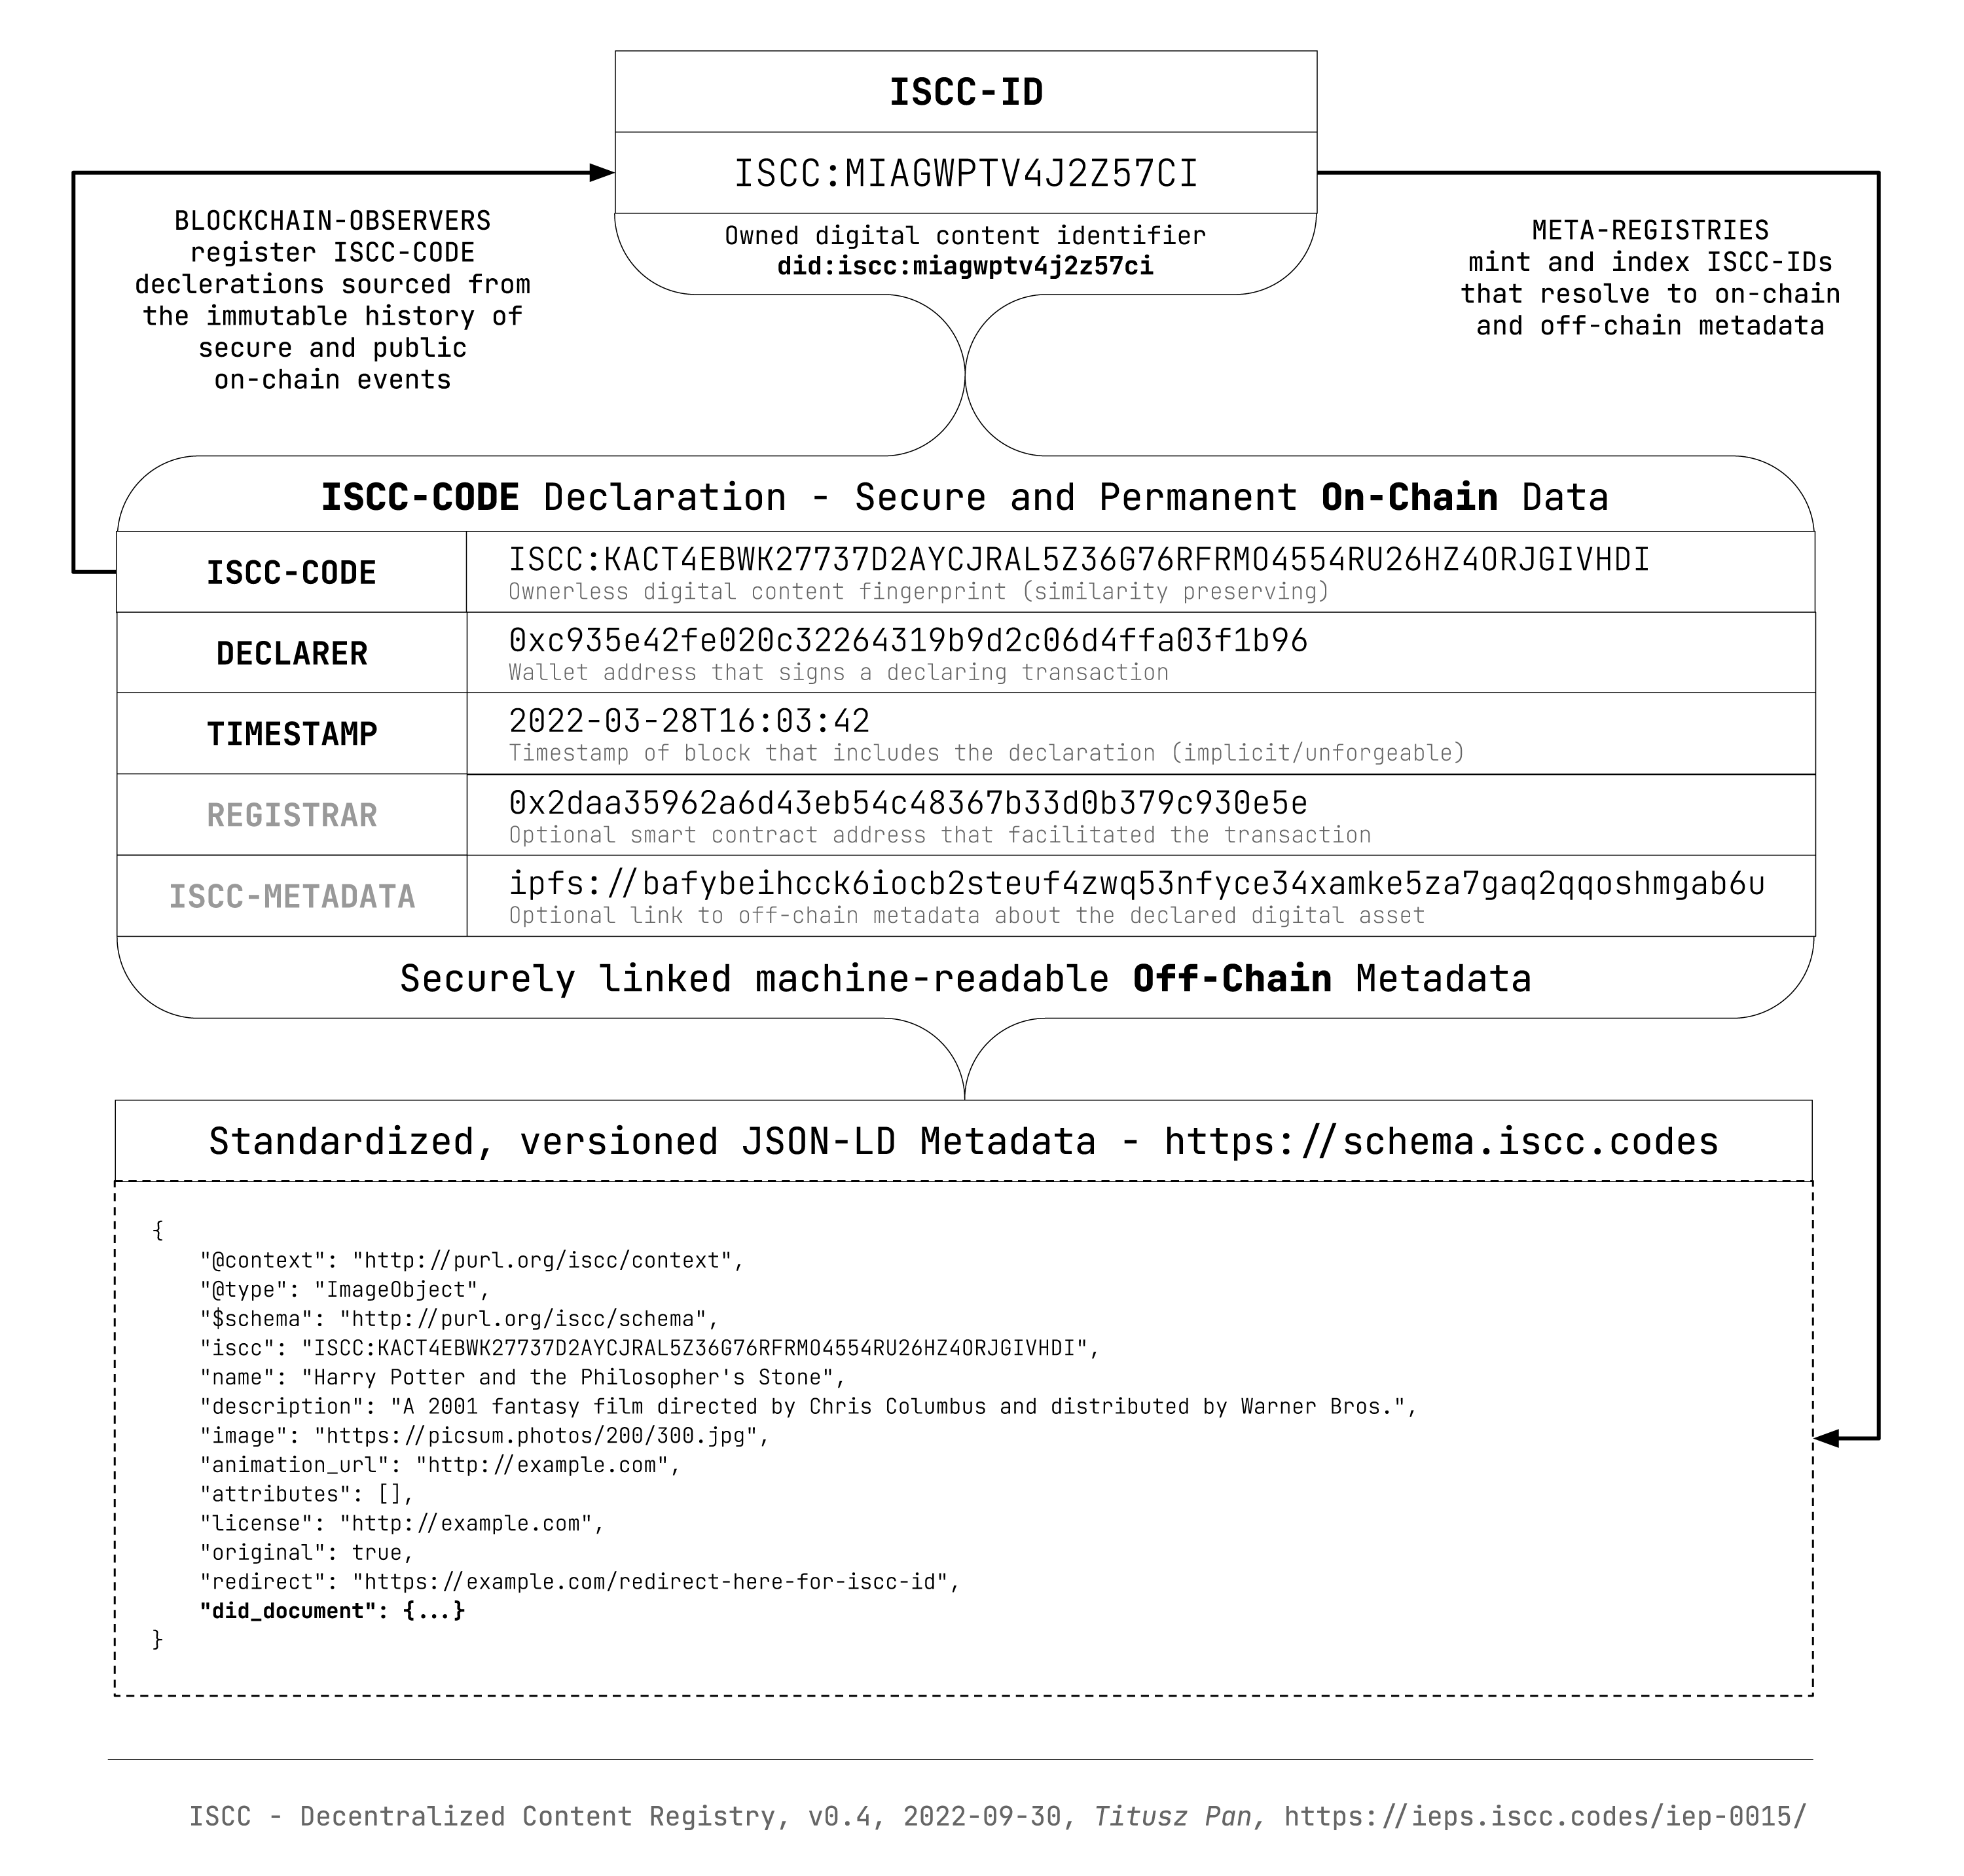 ISCC-ID
ISCC:MIAGWPTV4J2Z57CI
Owned digital content identifier
did:iscc:miagwptv4j2z57ci
BLOCKCHAIN-OBSERVERS
register ISCC-CODE
declerations sourced from
the immutable history of
secure and public
on-chain events
META-REGISTRIES
mint and index ISCC-IDs
that resolve to on-chain
and off-chain metadata
ISCC-CODE Declaration - Secure and Permanent On-Chain Data
ISCC-CODE
ISCC:KACT4EBWK27737D2AYCJRAL5Z36G76RFRMO4554RU26HZ4ORJGIVHDI
Ownerless digital content fingerprint (similarity preserving)
DECLARER
0xc935e42fe020c32264319b9d2c06d4ffa03f1b96
Wallet address that signs a declaring transaction
TIMESTAMP
2022-03-28T16:03:42
Timestamp of block that includes the declaration (implicit/unforgeable)
REGISTRAR
0x2daa35962a6d43eb54c48367b33d0b379c930e5e
Optional smart contract address that facilitated the transaction
ISCC-METADATA
ipfs://bafybeihcck6iocb2steuf4zwq53nfyce34xamke5za7gaq2qqoshmgab6u
Optional link to off-chain metadata about the declared digital asset
Securely linked machine-readable Off-Chain Metadata
Standardized, versioned JSON-LD Metadata - https://schema.iscc.codes
{
"@context": "http://purl.org/iscc/context",
"@type": "ImageObject",
"$schema": "http://purl.org/iscc/schema",
"iscc": "ISCC:KACT4EBWK27737D2AYCJRAL5Z36G76RFRMO4554RU26HZ4ORJGIVHDI",
"name": "Harry Potter and the Philosopher's Stone",
"description": "A 2001 fantasy film directed by Chris Columbus and distributed by Warner Bros.",
"image": "https://picsum.photos/200/300.jpg",
"animation_url": "http://example.com",
"attributes": [],
"license": "http://example.com",
"original": true,
"redirect": "https://example.com/redirect-here-for-iscc-id",
"did_document": {...}
}
ISCC - Decentralized Content Registry, v0.4, 2022-09-30, Titusz Pan, https://ieps.iscc.codes/iep-0015/